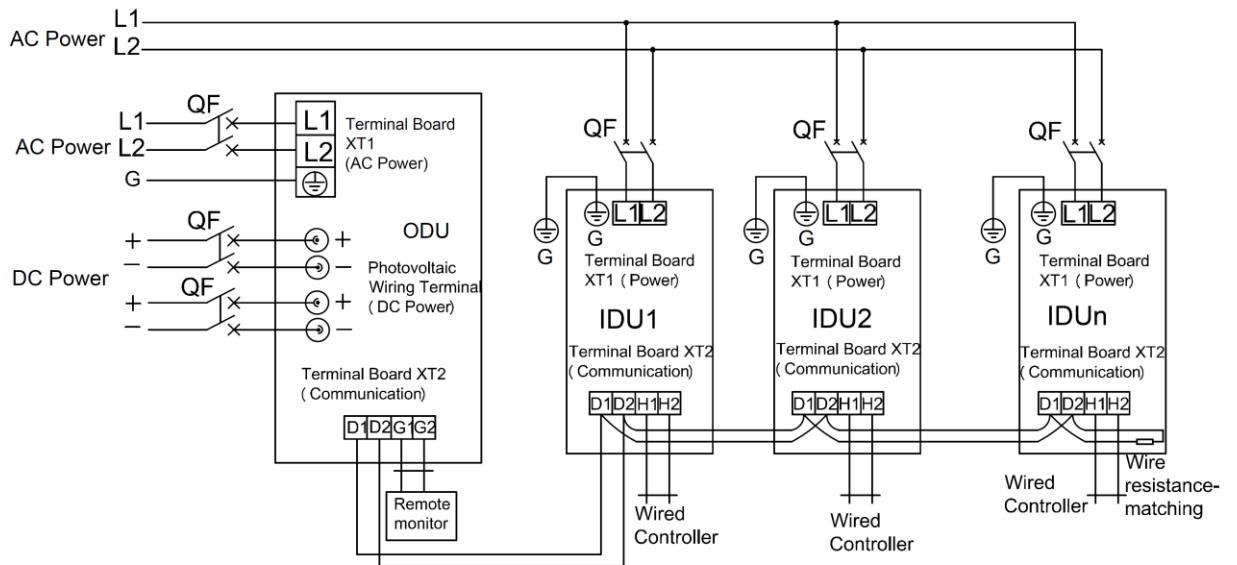 L1
AC Power
L2
QF
L1
AC Power L2
G
L1
L2
Terminal Board
XT1
(AC Power)
QF
+
−
DC Power
QF
+
−
+
−
+
−
ODU
Photovoltaic
Wiring Terminal
( DC Power)
Terminal Board XT2
( Communication)
D1 D2 G1 G2
Remote
monitor
QF
G
G
L1 L2
Terminal Board
XT1 ( Power)
IDU1
Terminal Board XT2
( Communication)
D1 D2 H1 H2
Wired
Controller
QF
G
G
L1 L2
Terminal Board
XT1 ( Power)
IDU2
Terminal Board XT2
( Communication)
D1 D2 H1 H2
Wired
Controller
QF
G
G
L1 L2
Terminal Board
XT1 ( Power)
IDUn
Terminal Board XT2
( Communication)
D1 D2 H1 H2
Wired
Controller
Wire
resistance-
matching